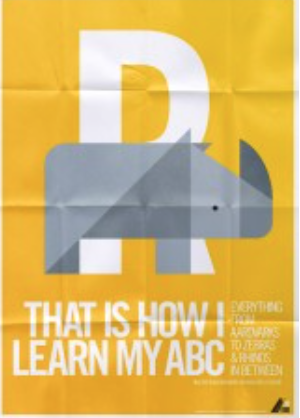 R
THAT IS HOW I
LEARN MY ABC
EVERYTHING
FROM
AARDVARKS
TO ZEBRAS
& RHINOS
IN BETWEEN